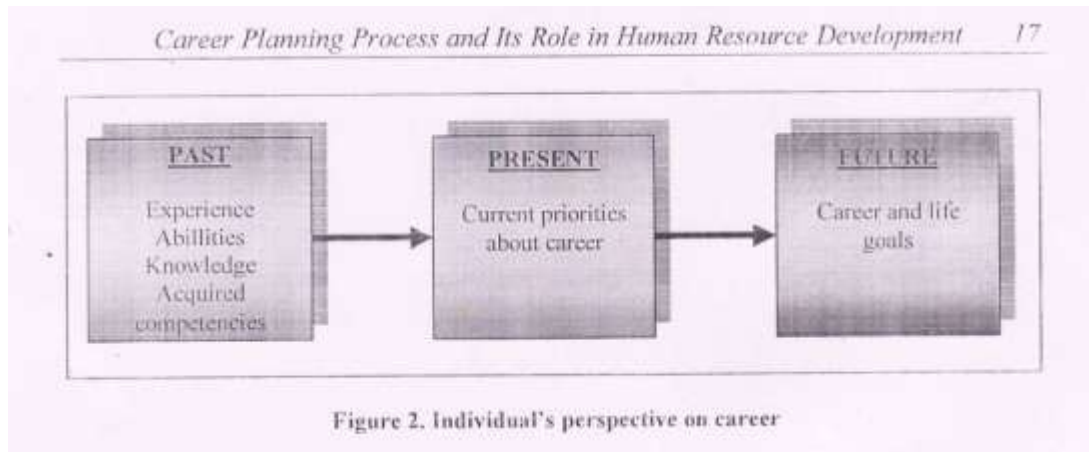 Career Planning Process and Its Role in Human Resource Development 17
PAST
Experience
Abillities
Knowledge
Acquired
competencies
PRESENT
Current priorities
about career
FUTURE
Career and life
goals
Figure 2. Individual's perspective on career